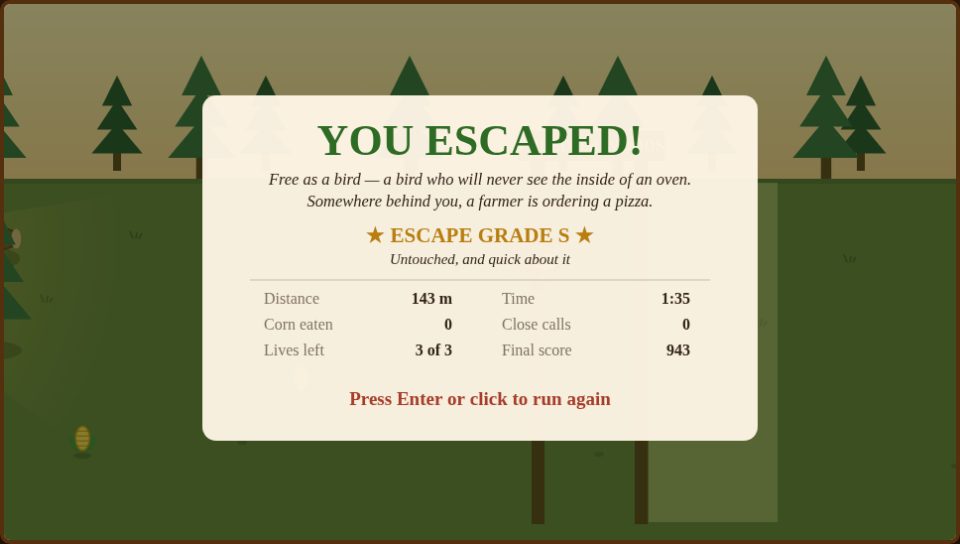 YOU ESCAPED!
Free as a bird — a bird who will never see the inside of an oven.
Somewhere behind you, a farmer is ordering a pizza.
★ ESCAPE GRADE S ★
Untouched, and quick about it
Distance 143 m Time 1:35
Corn eaten 0 Close calls 0
Lives left 3 of 3 Final score 943
Press Enter or click to run again